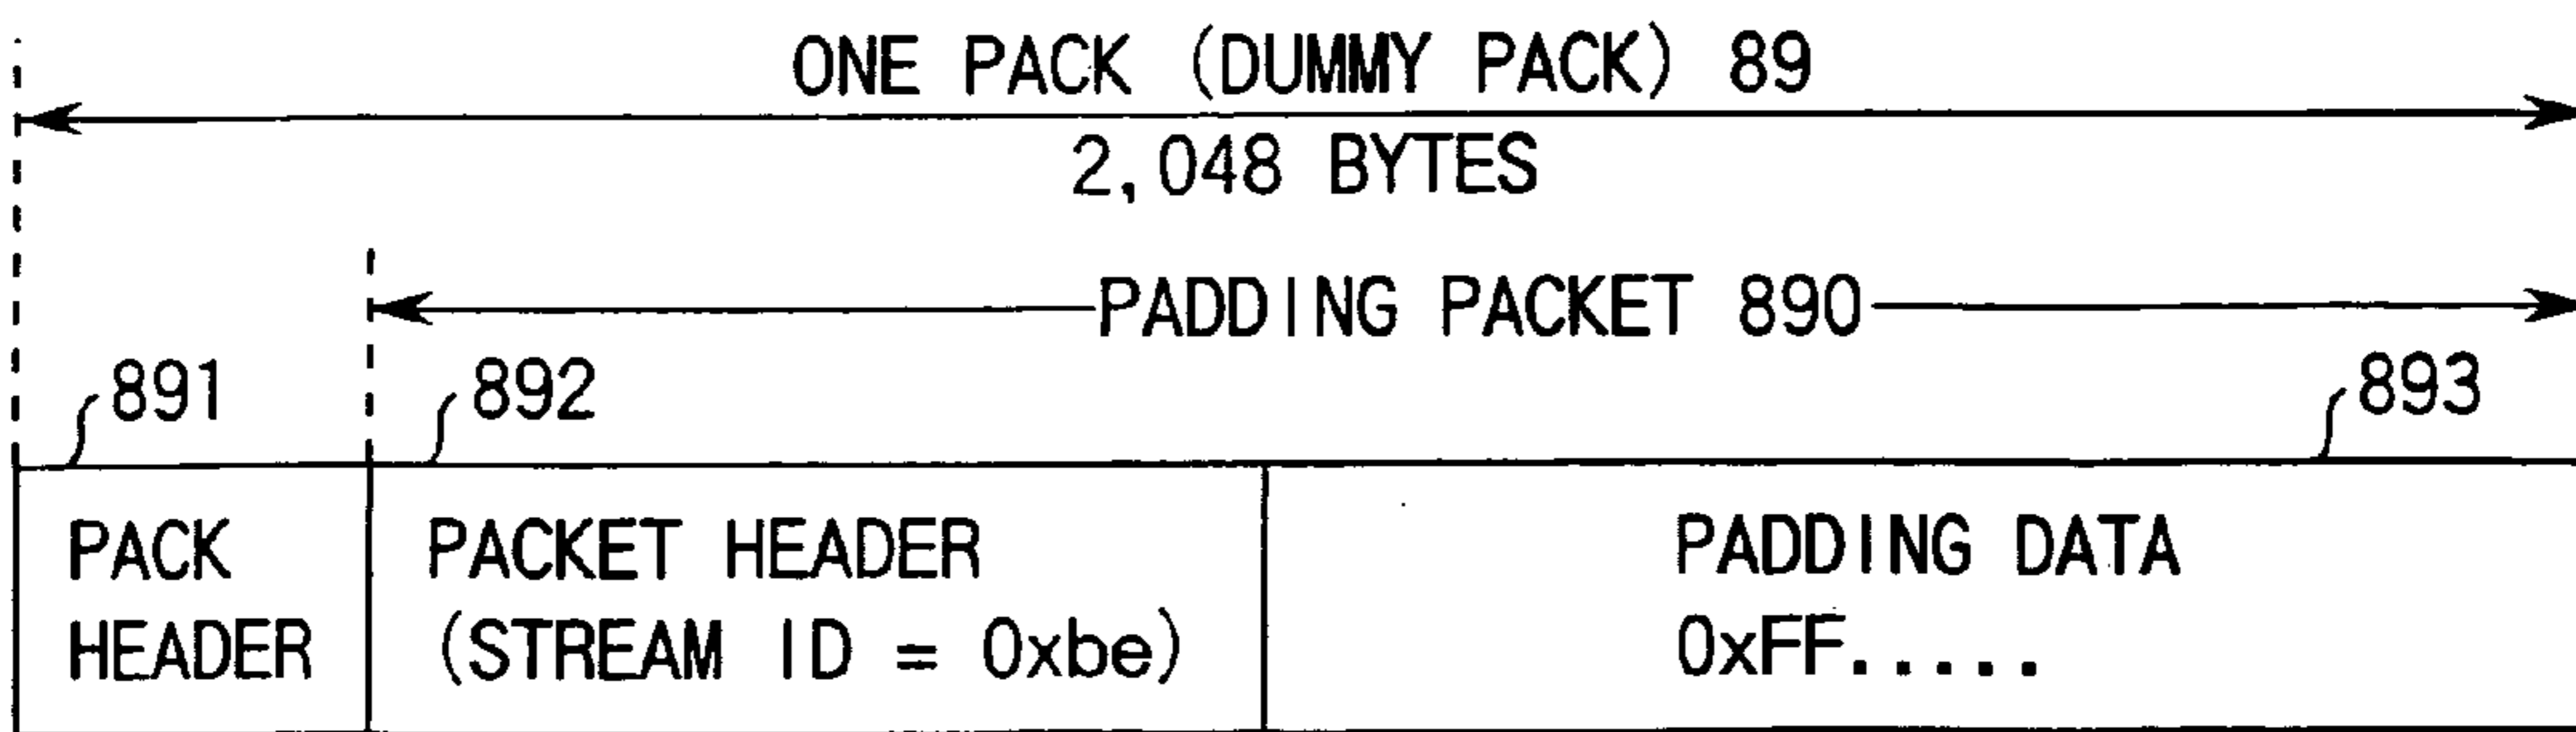 ONE PACK (DUMMY PACK) 89
2,048 BYTES
PADDING PACKET 890
891
892
893
PACK HEADER
PACKET HEADER
(STREAM ID = 0xbe)
PADDING DATA
0xFF.....